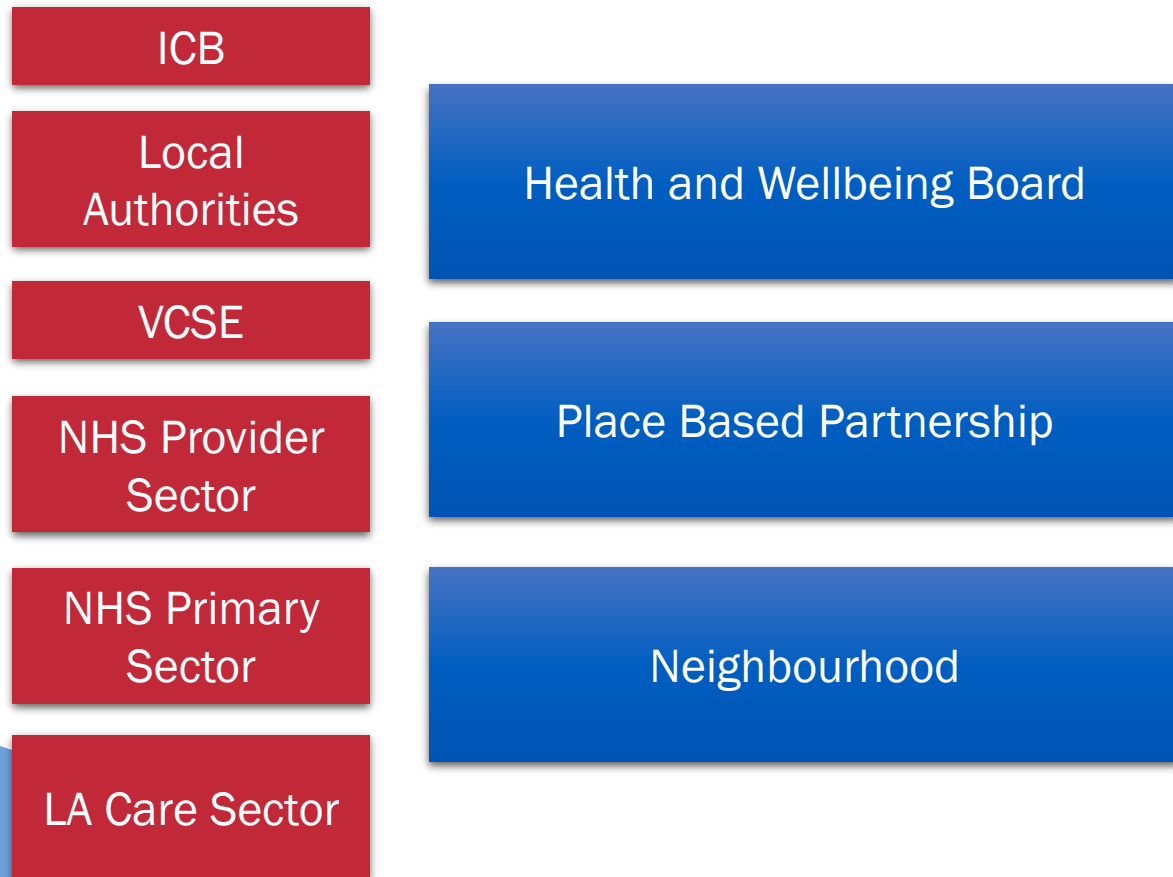 ICB
Local
Authorities
VCSE
NHS Provider
Sector
NHS Primary
Sector
LA Care Sector
Health and Wellbeing Board
Place Based Partnership
Neighbourhood